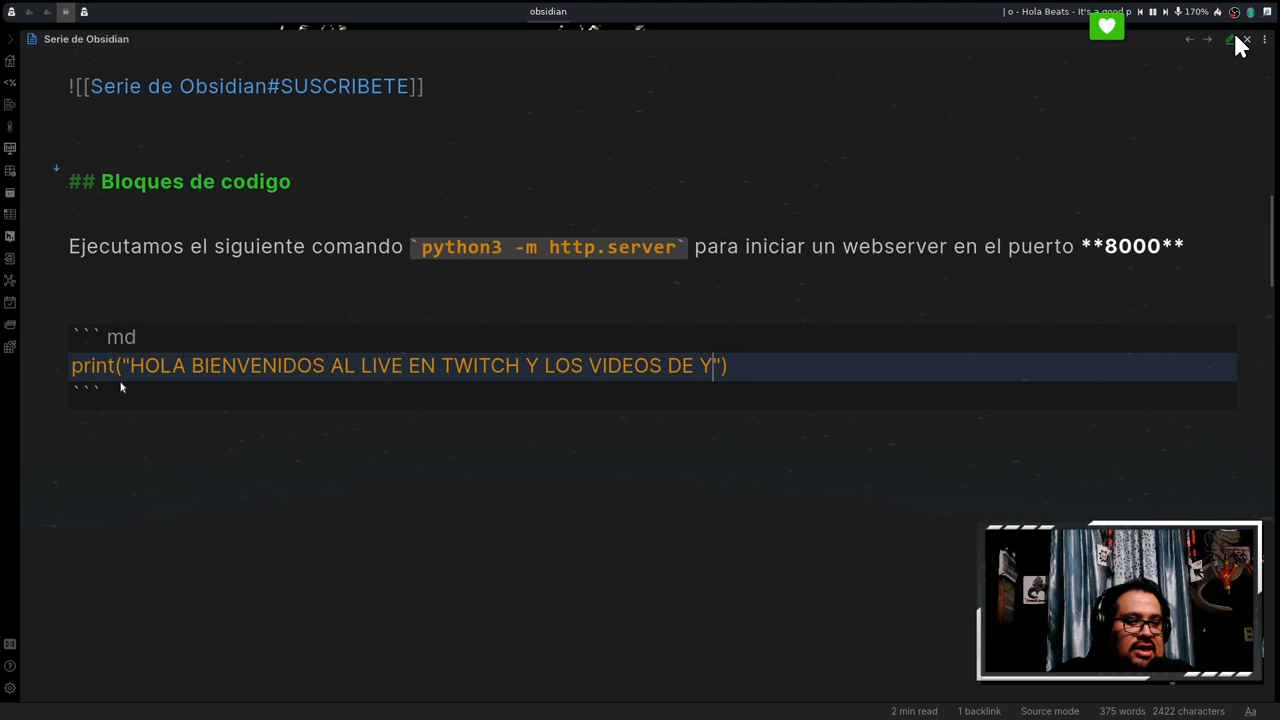 obsidian
| o - Hola Beats - It's a good p
170%
Serie de Obsidian
![[Serie de Obsidian#SUSCRIBETE]]
## Bloques de codigo
Ejecutamos el siguiente comando `python3 -m http.server` para iniciar un webserver en el puerto **8000**
``` md
print("HOLA BIENVENIDOS AL LIVE EN TWITCH Y LOS VIDEOS DE Y")
```
2 min read
1 backlink
Source mode
375 words
2422 characters
Aa